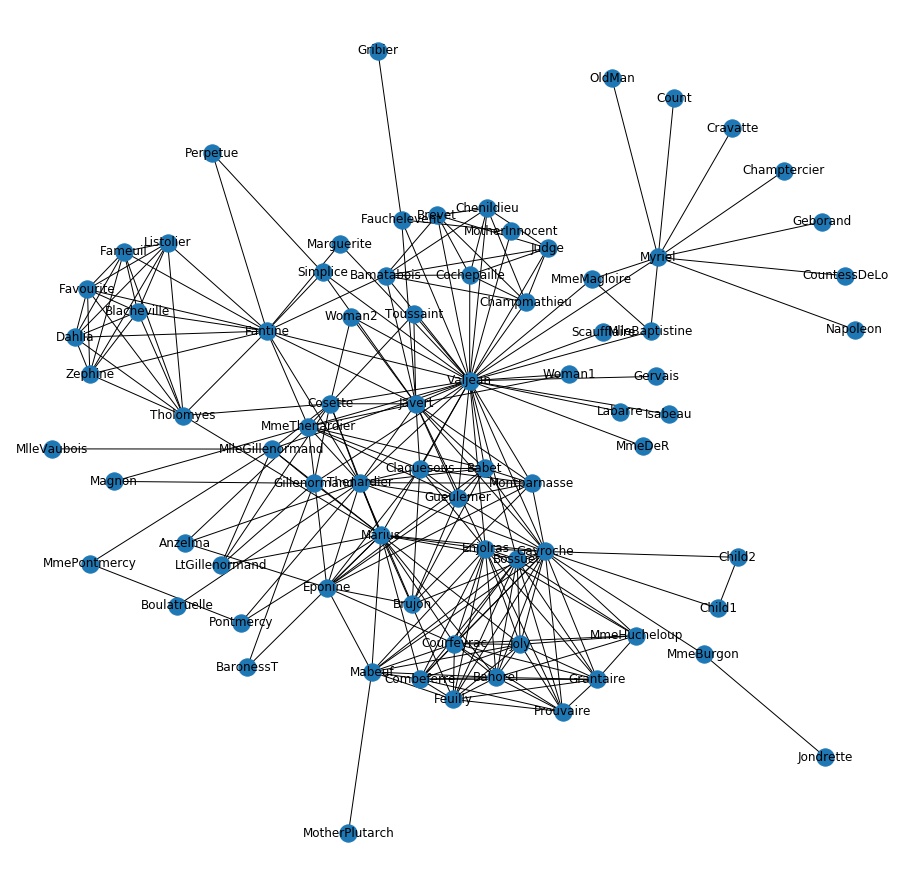 Gribier
OldMan
Count
Cravatte
Perpetue
Champtercier
Chenildieu
Brevet
Fauchelevent
Geborand
MotherInnocent
Listolier
Marguerite
Judge
Fameuil
Myriel
Simplice
Bamatabois
Cochepaille
CountessDeLo
MmeMagloire
Favourite
Champmathieu
Blacheville
Woman2
Toussaint
Napoleon
Fantine
Scaufflaire
MlleBaptistine
Dahlia
Zephine
Woman1
Gervais
Valjean
Cosette
Javert
Labarre
Isabeau
Tholomyes
MmeThenardier
MmeDeR
MlleVaubois
MlleGillenormand
Claquesous
Babet
Magnon
Gillenormand
Thenardier
Montparnasse
Gueulemer
Marius
Anzelma
Enjolras
Gavroche
Bossuet
Child2
MmePontmercy
LtGillenormand
Eponine
Boulatruelle
Brujon
Child1
Pontmercy
MmeHucheloup
Courfeyrac
Joly
MmeBurgon
BaronessT
Mabeuf
Combeferre
Bahorel
Grantaire
Feuilly
Prouvaire
Jondrette
MotherPlutarch